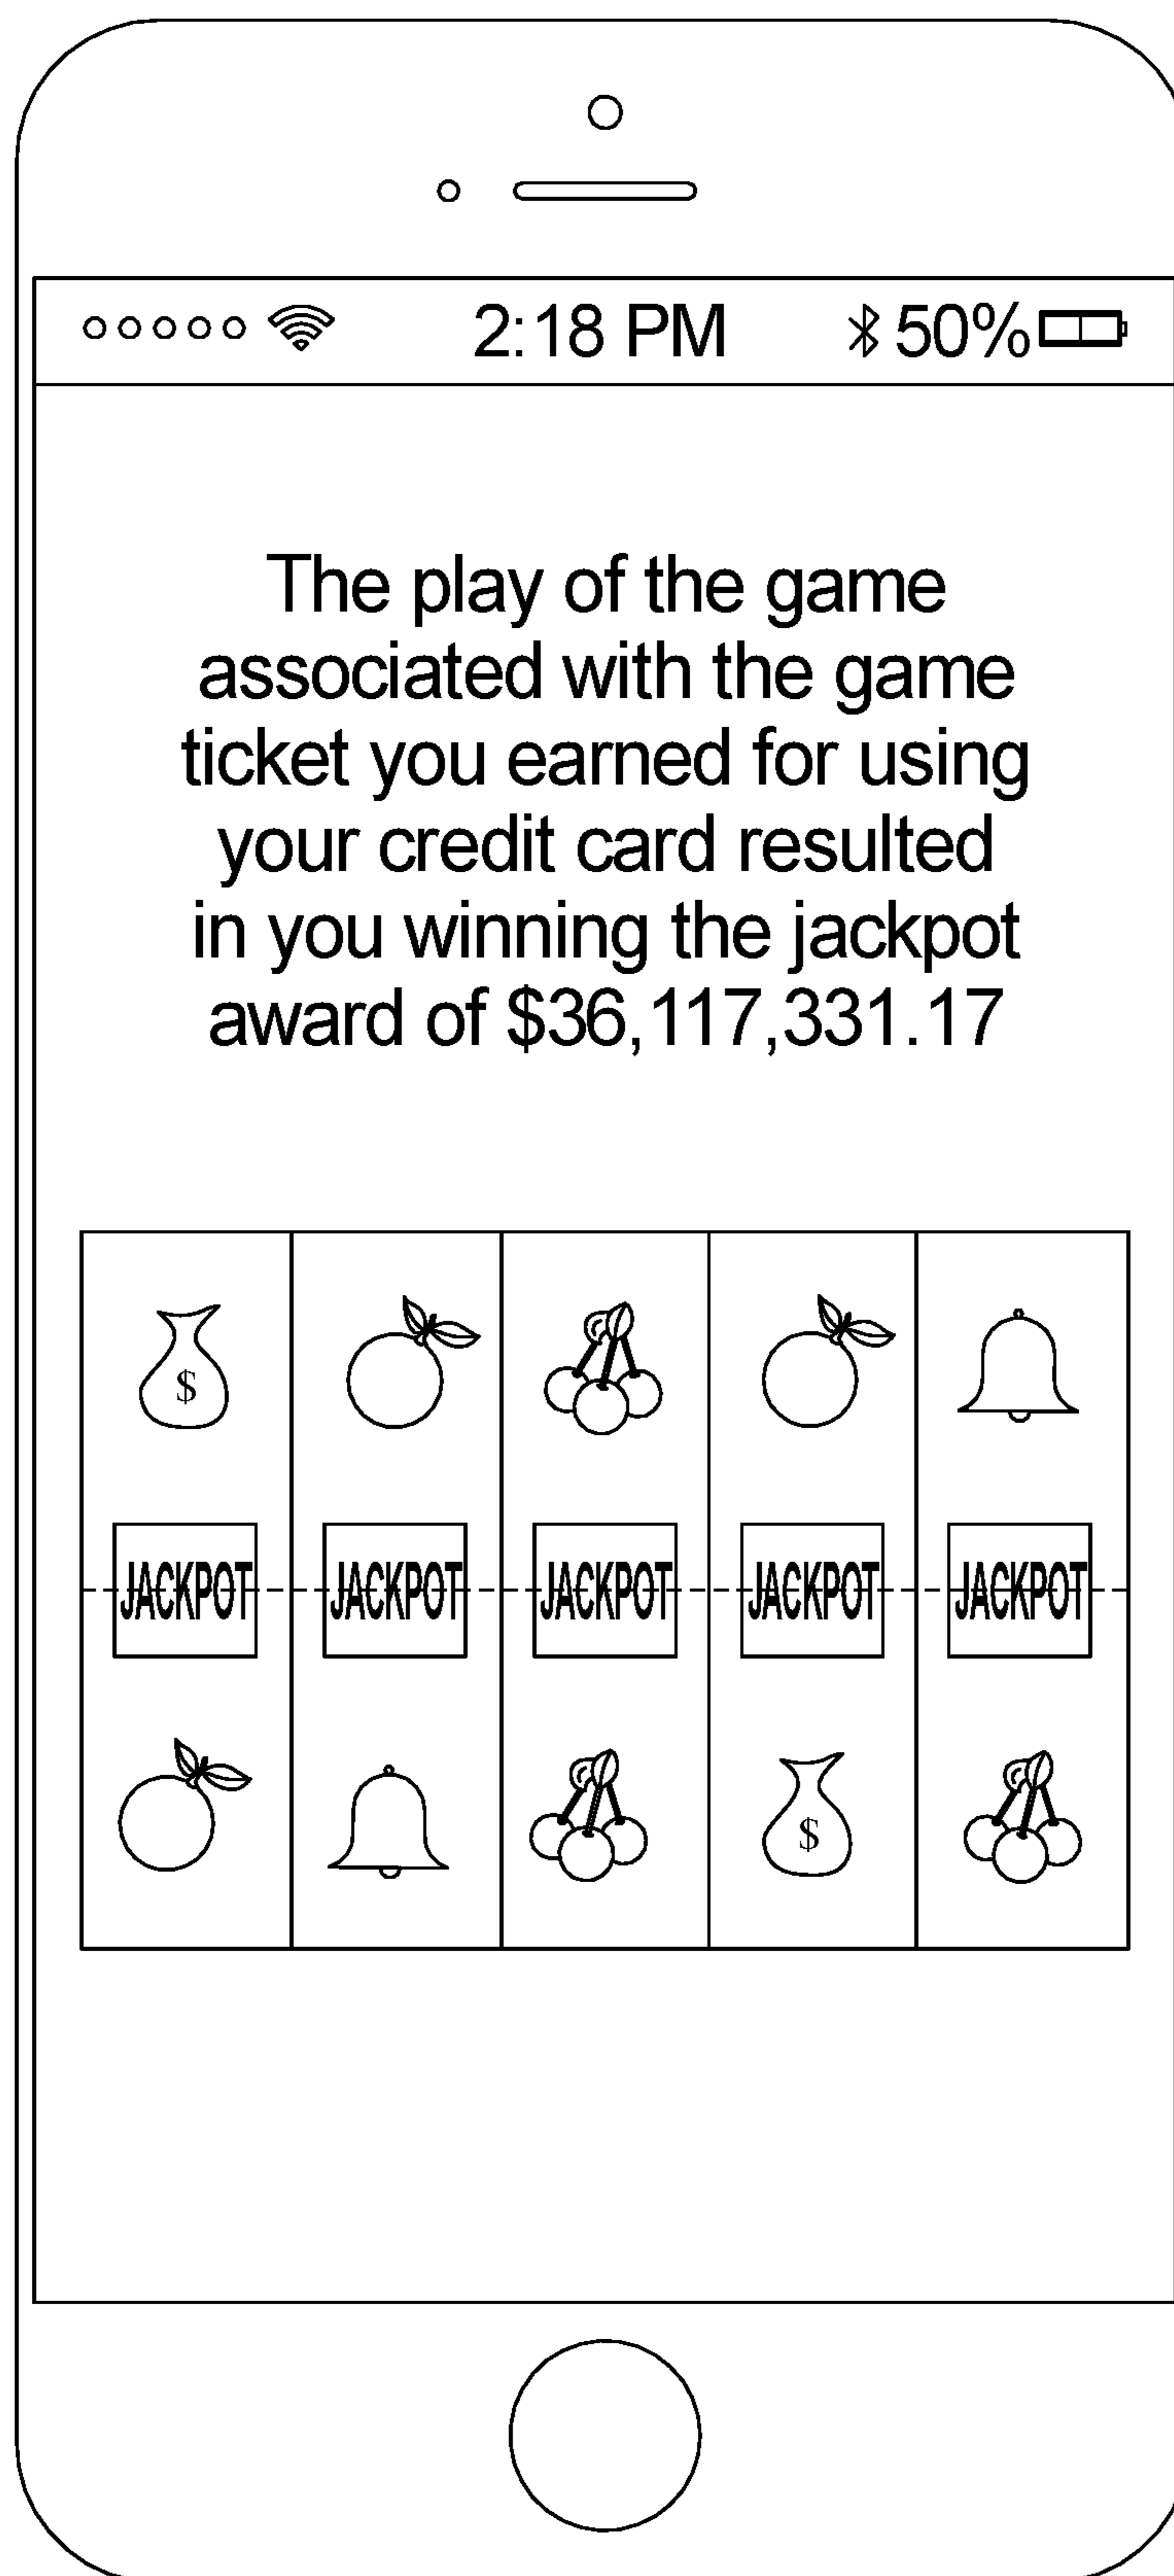 2:18 PM 50%
The play of the game
associated with the game
ticket you earned for using
your credit card resulted
in you winning the jackpot
award of $36,117,331.17
$
JACKPOT JACKPOT JACKPOT JACKPOT JACKPOT
$